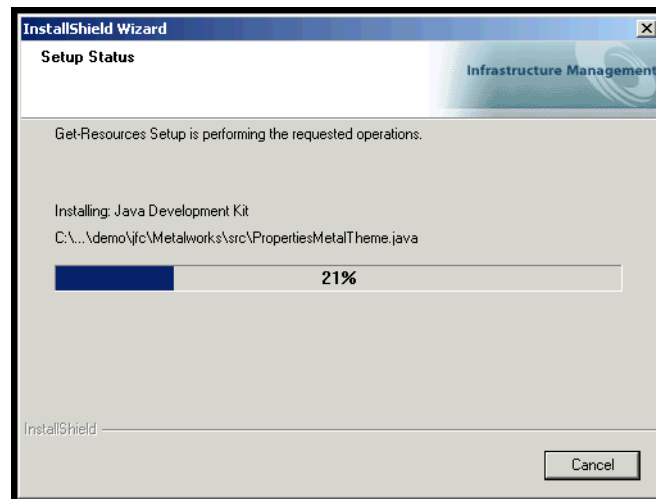 InstallShield Wizard
Setup Status
Infrastructure Management
Get-Resources Setup is performing the requested operations.
Installing: Java Development Kit
C:\...\demo\jfc\Metalworks\src\PropertiesMetalTheme.java
21%
InstallShield
Cancel